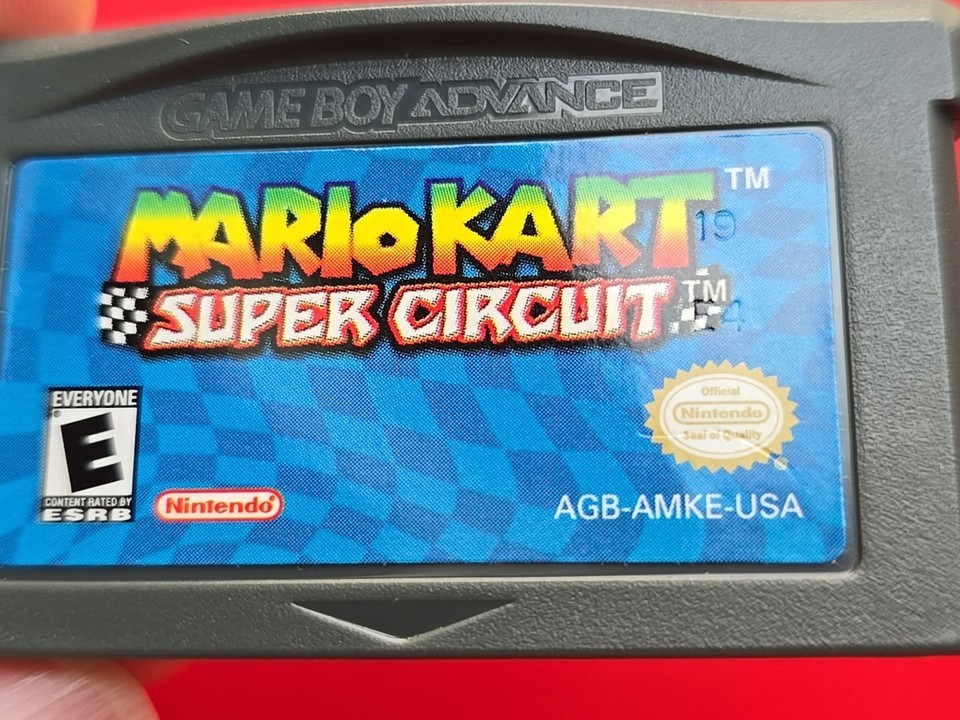 GAME BOY ADVANCE
MARIO KART™
19
SUPER CIRCUIT™
4
EVERYONE
E
CONTENT RATED BY
ESRB
Nintendo®
Official
Nintendo
Seal of Quality
®
AGB-AMKE-USA